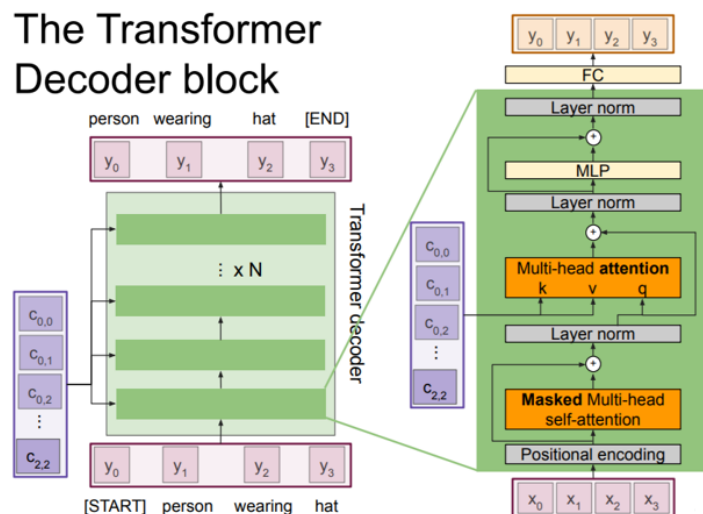 The Transformer
Decoder block
person wearing hat [END]
y0 y1 y2 y3
Transformer decoder
⋮ x N
c0,0
c0,1
c0,2
⋮
c2,2
y0 y1 y2 y3
[START] person wearing hat
y0 y1 y2 y3
FC
Layer norm
+
MLP
Layer norm
+
Multi-head attention
k v q
c0,0
c0,1
c0,2
⋮
c2,2
Layer norm
+
Masked Multi-head
self-attention
Positional encoding
x0 x1 x2 x3